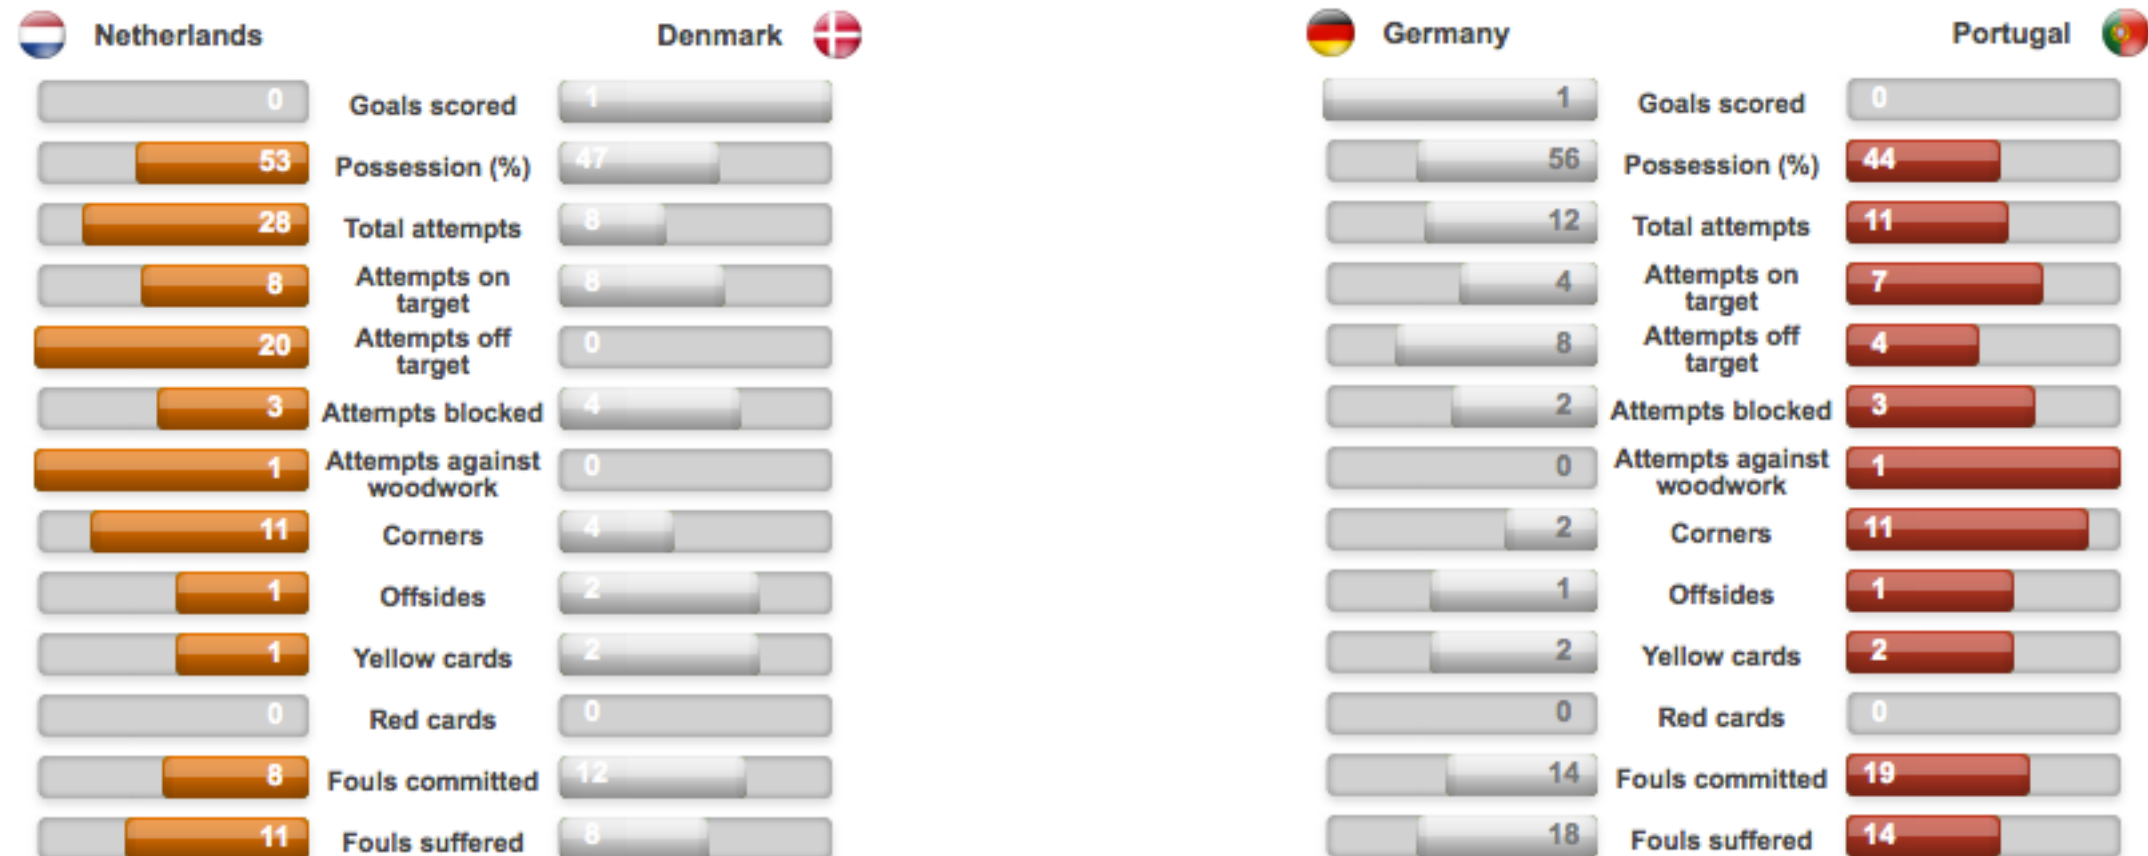 Netherlands Denmark
0 Goals scored 1
53 Possession (%) 47
28 Total attempts 8
8 Attempts on target 8
20 Attempts off target 0
3 Attempts blocked 4
1 Attempts against woodwork 0
11 Corners 4
1 Offsides 2
1 Yellow cards 2
0 Red cards 0
8 Fouls committed 12
11 Fouls suffered 8
Germany Portugal
1 Goals scored 0
56 Possession (%) 44
12 Total attempts 11
4 Attempts on target 7
8 Attempts off target 4
2 Attempts blocked 3
0 Attempts against woodwork 1
2 Corners 11
1 Offsides 1
2 Yellow cards 2
0 Red cards 0
14 Fouls committed 19
18 Fouls suffered 14